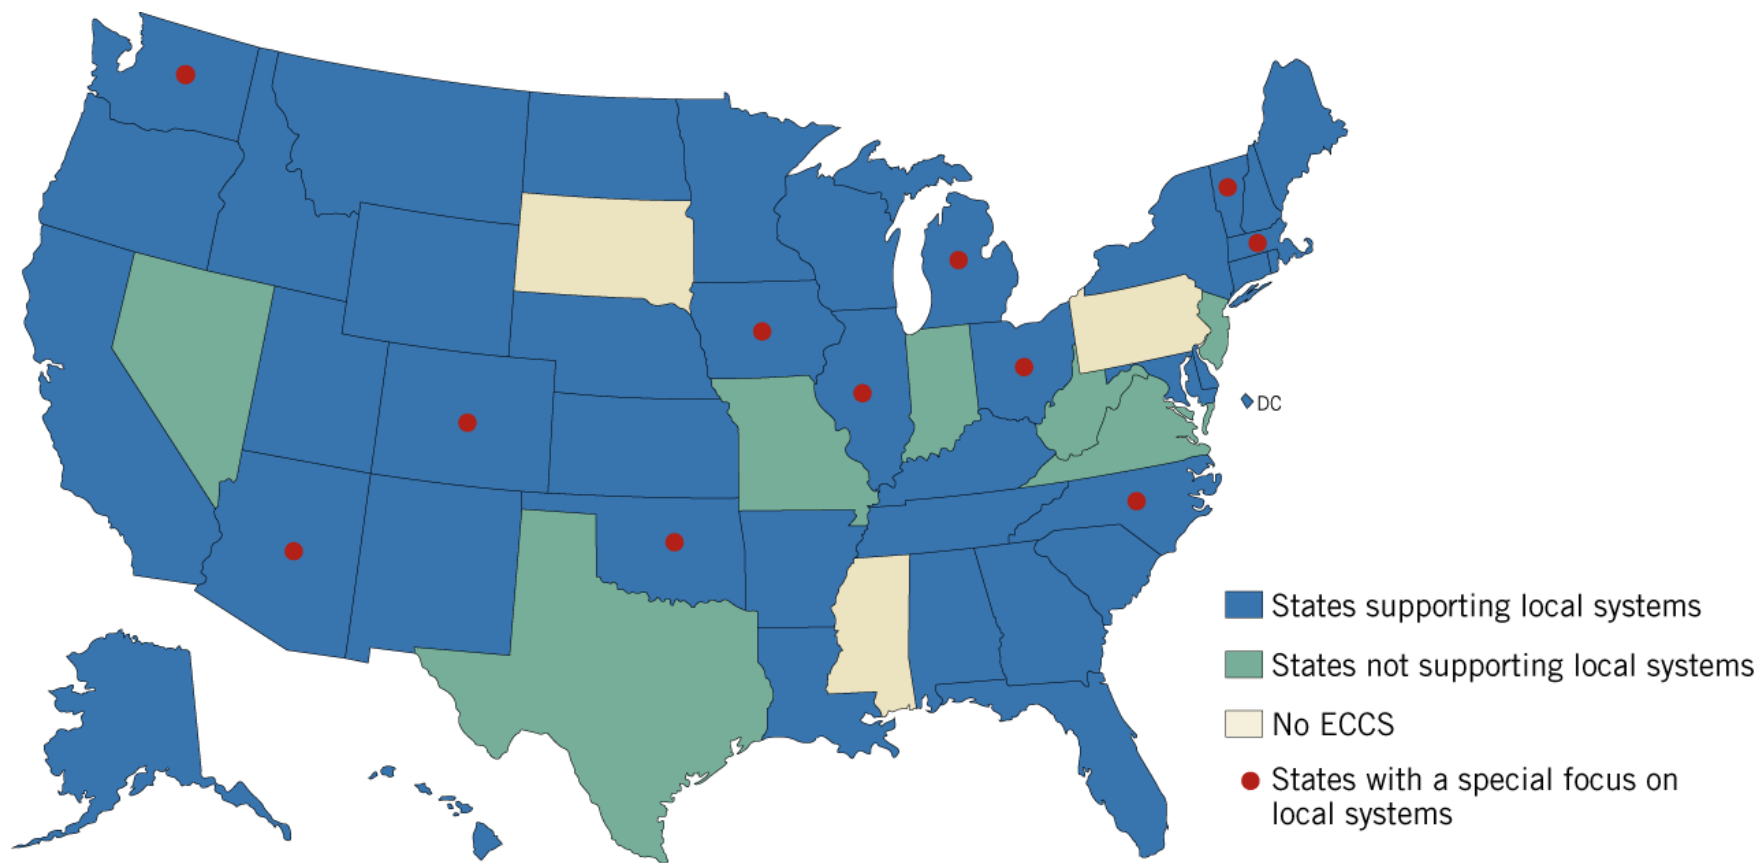 DC
States supporting local systems
States not supporting local systems
No ECCS
States with a special focus on
local systems